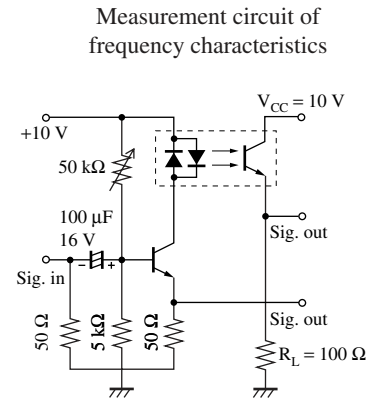 Measurement circuit of
frequency characteristics
V_CC = 10 V
+10 V
50 kΩ
100 μF
16 V
Sig. out
- +
Sig. in
50 Ω
5 kΩ
50 Ω
Sig. out
R_L = 100 Ω